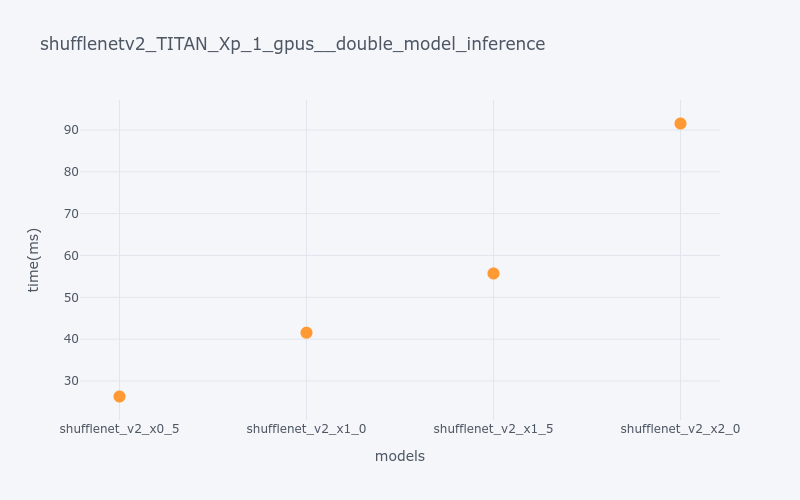 shufflenetv2_TITAN_Xp_1_gpus__double_model_inference
90
80
70
60
50
40
30
time(ms)
shufflenet_v2_x0_5
shufflenet_v2_x1_0
shufflenet_v2_x1_5
shufflenet_v2_x2_0
models